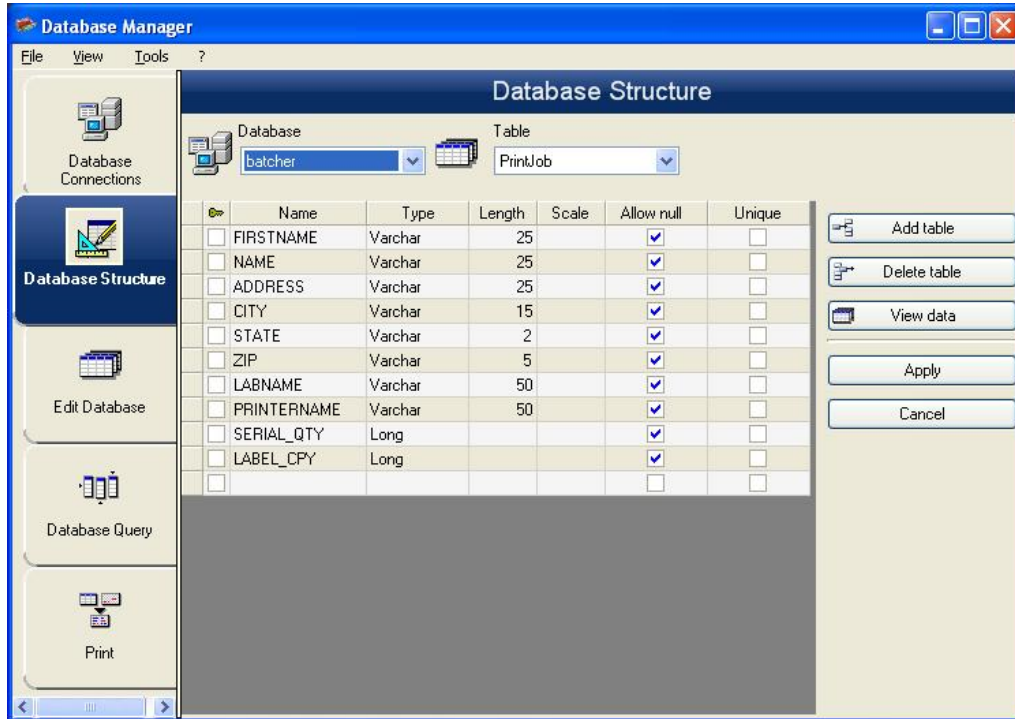 Database Manager
File View Tools ?
Database Structure
Database
Connections
Database Structure
Edit Database
Database Query
Print
Database Table
batcher PrintJob
Name Type Length Scale Allow null Unique
FIRSTNAME Varchar 25
NAME Varchar 25
ADDRESS Varchar 25
CITY Varchar 15
STATE Varchar 2
ZIP Varchar 5
LABNAME Varchar 50
PRINTERNAME Varchar 50
SERIAL_QTY Long
LABEL_CPY Long
Add table
Delete table
View data
Apply
Cancel